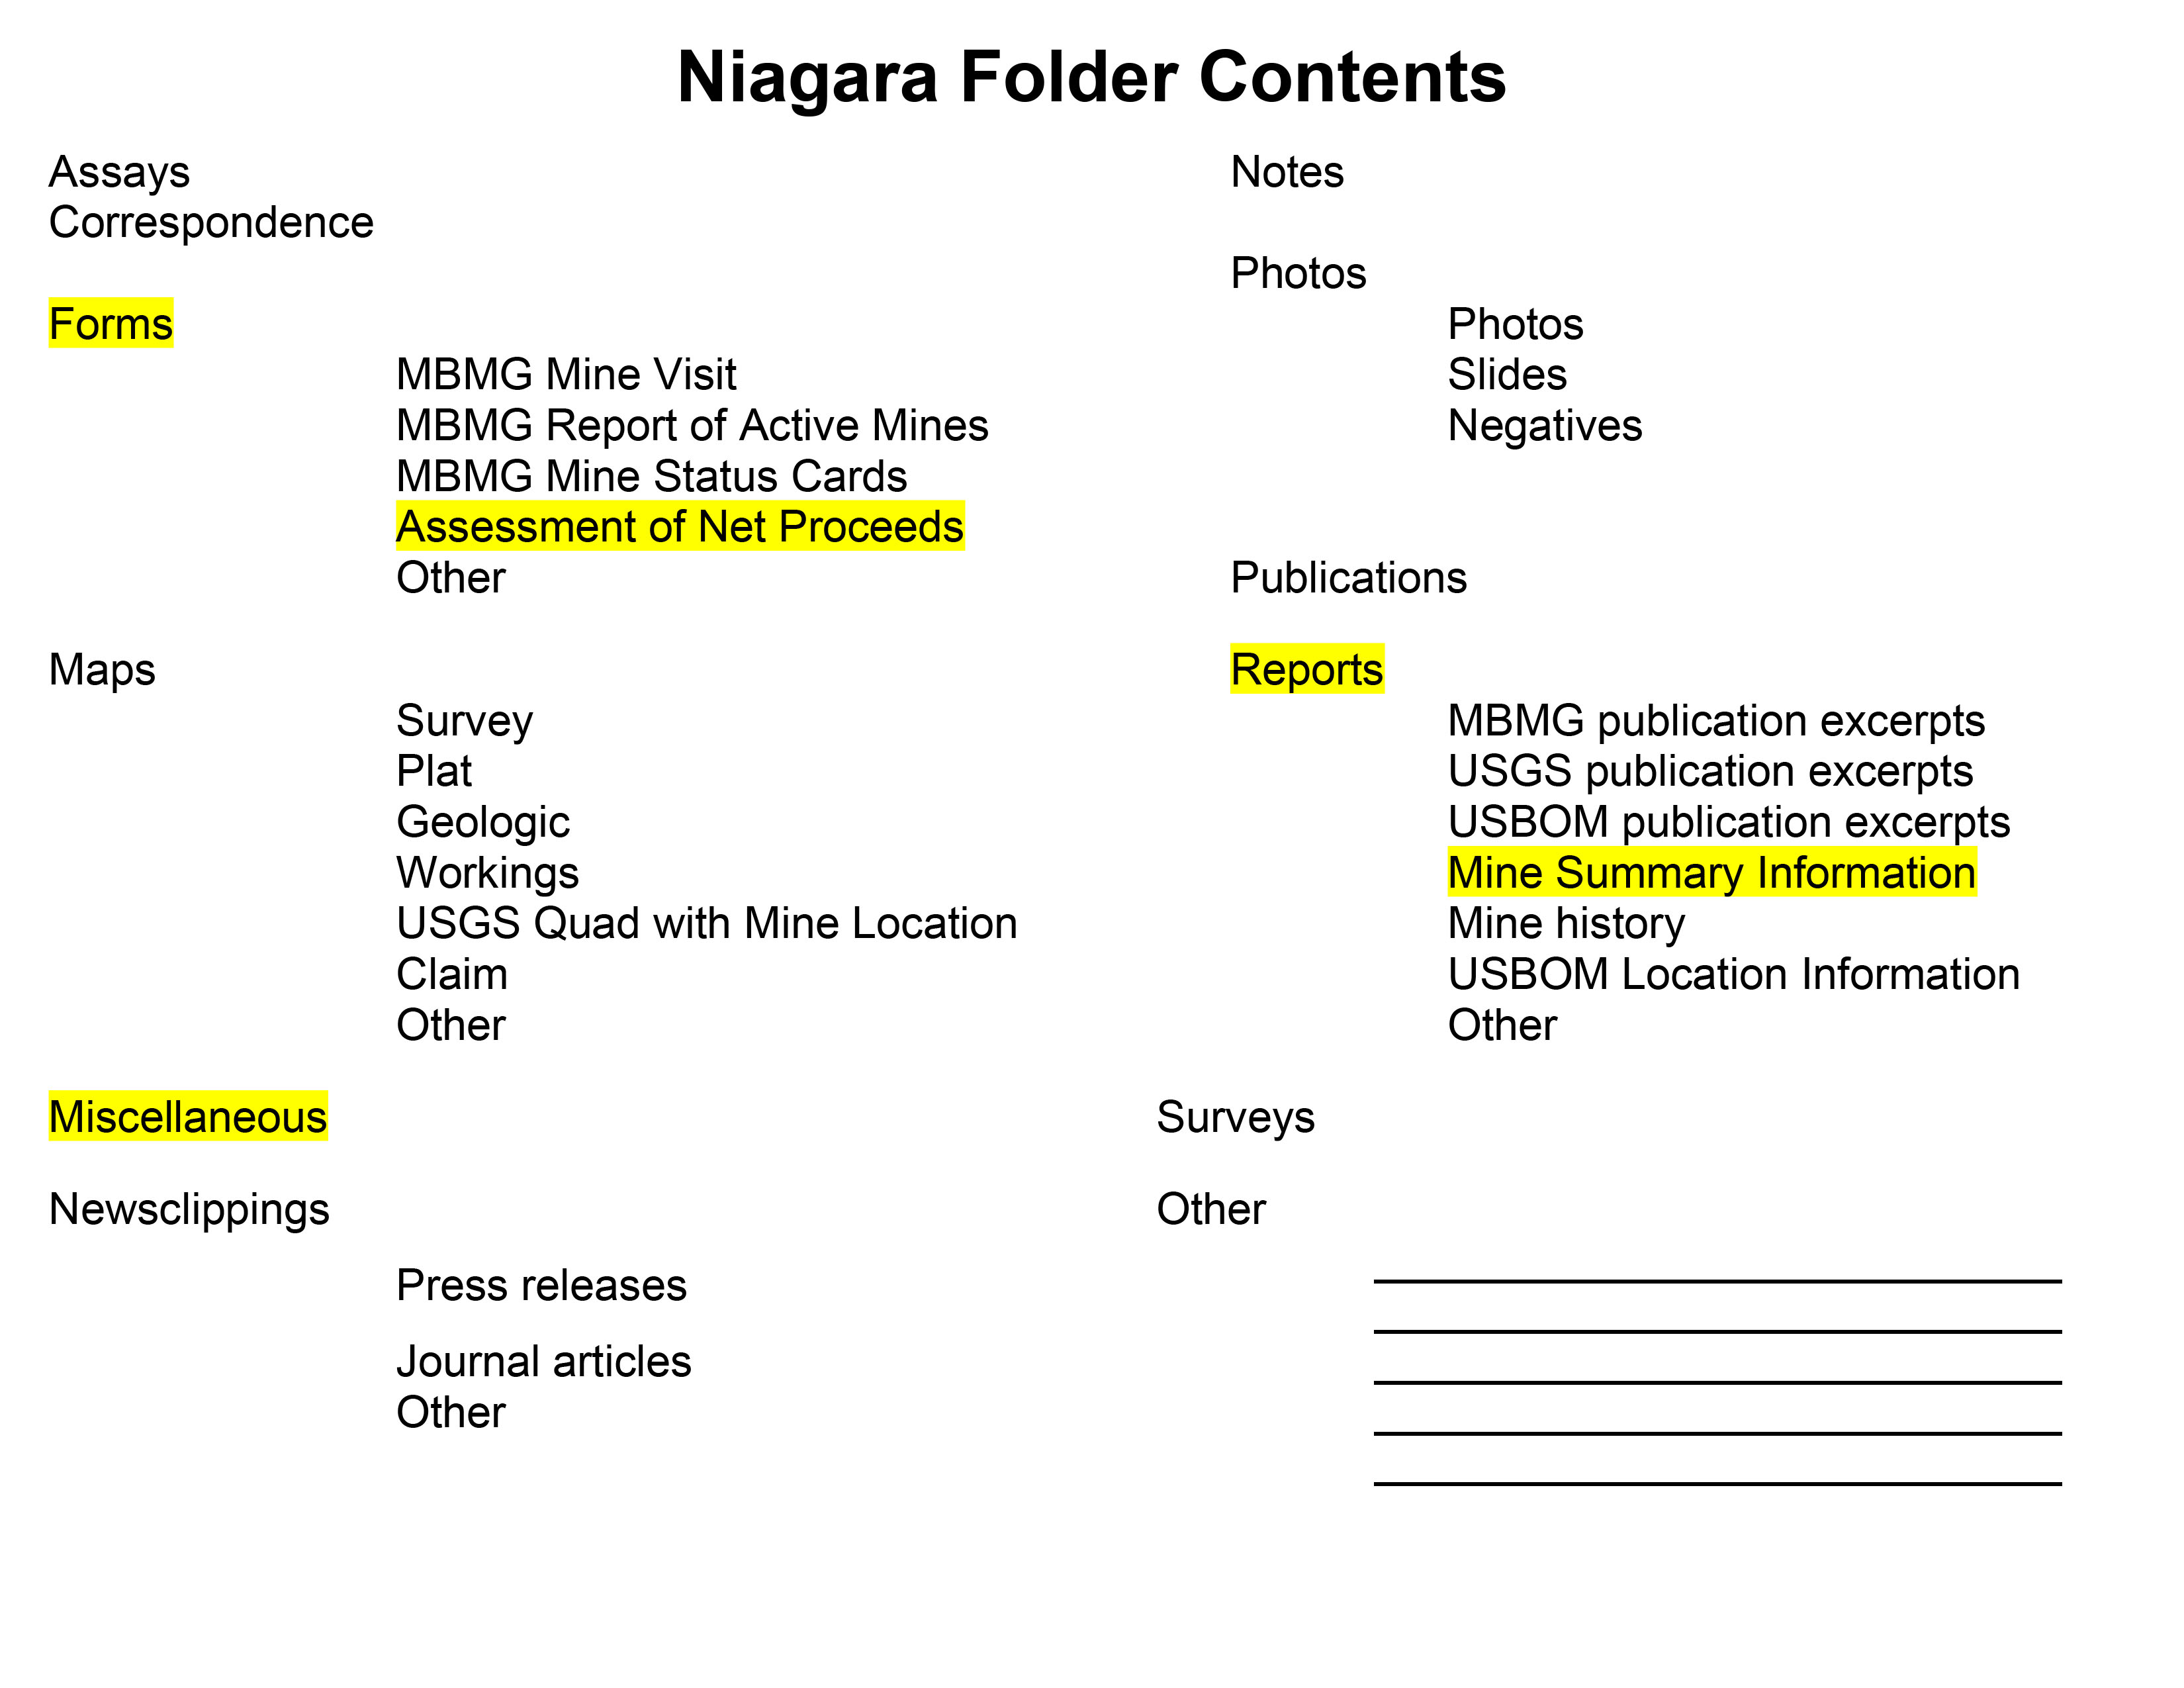 Niagara Folder Contents
Assays
Correspondence
Forms
MBMG Mine Visit
MBMG Report of Active Mines
MBMG Mine Status Cards
Assessment of Net Proceeds
Other
Maps
Survey
Plat
Geologic
Workings
USGS Quad with Mine Location
Claim
Other
Miscellaneous
Newsclippings
Press releases
Journal articles
Other
Notes
Photos
Photos
Slides
Negatives
Publications
Reports
MBMG publication excerpts
USGS publication excerpts
USBOM publication excerpts
Mine Summary Information
Mine history
USBOM Location Information
Other
Surveys
Other